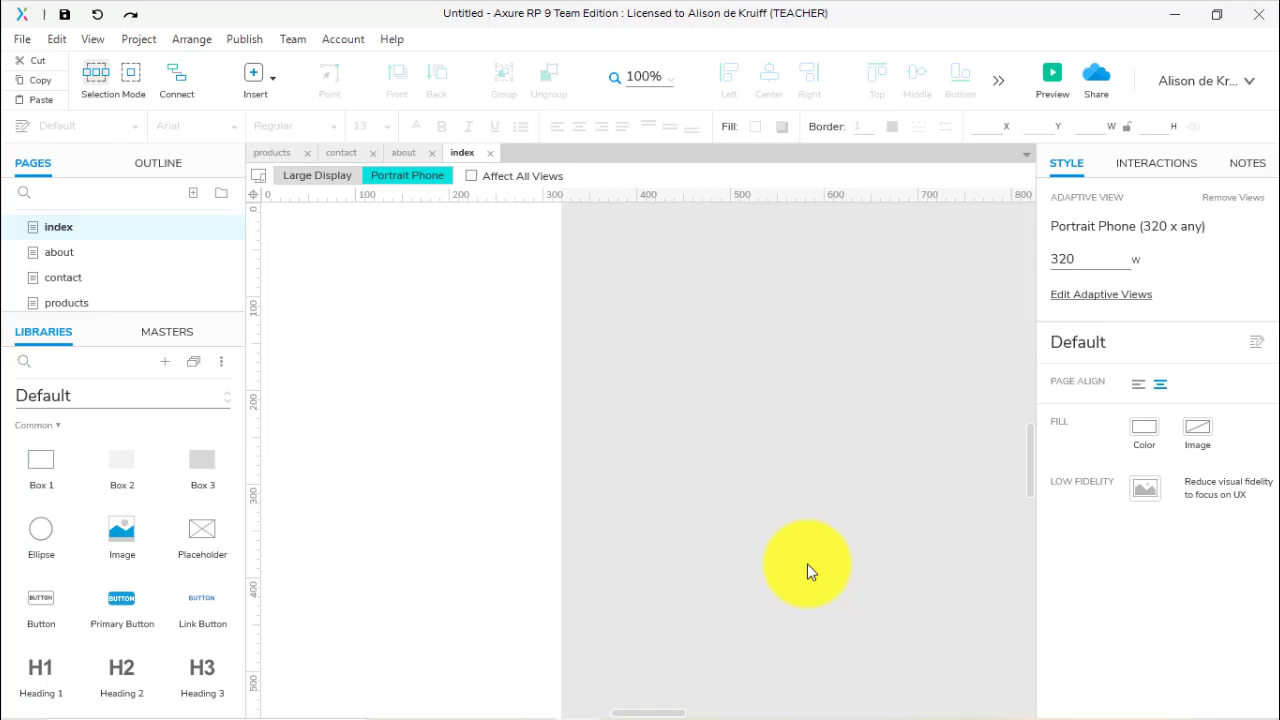 Untitled - Axure RP 9 Team Edition : Licensed to Alison de Kruiff (TEACHER)
File Edit View Project Arrange Publish Team Account Help
Cut
Copy
Paste
Selection Mode Connect Insert Point Front Back Group Ungroup 100% Left Center Right Top Middle Bottom Preview Share Alison de Kr...
Default Arial Regular 13 A B I U Fill: Border: 1 X Y W H
PAGES OUTLINE
products contact about index
Large Display Portrait Phone Affect All Views
0 100 200 300 400 500 600 700 800
0
100
200
300
400
500
index
about
contact
products
LIBRARIES MASTERS
Default
Common
Box 1 Box 2 Box 3
Ellipse Image Placeholder
BUTTON BUTTON BUTTON
Button Primary Button Link Button
H1 H2 H3
Heading 1 Heading 2 Heading 3
STYLE INTERACTIONS NOTES
ADAPTIVE VIEW Remove Views
Portrait Phone (320 x any)
320 W
Edit Adaptive Views
Default
PAGE ALIGN
FILL
Color Image
LOW FIDELITY Reduce visual fidelity
to focus on UX